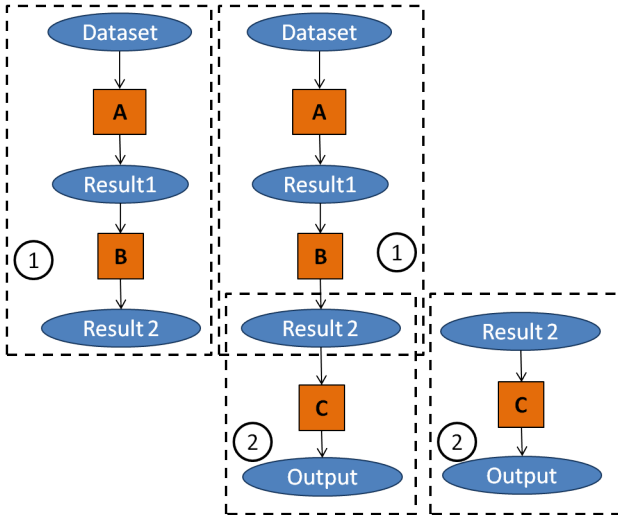 Dataset
A
Result1
1
B
Result 2
Dataset
A
Result1
B
1
Result 2
C
2
Output
Result 2
C
2
Output